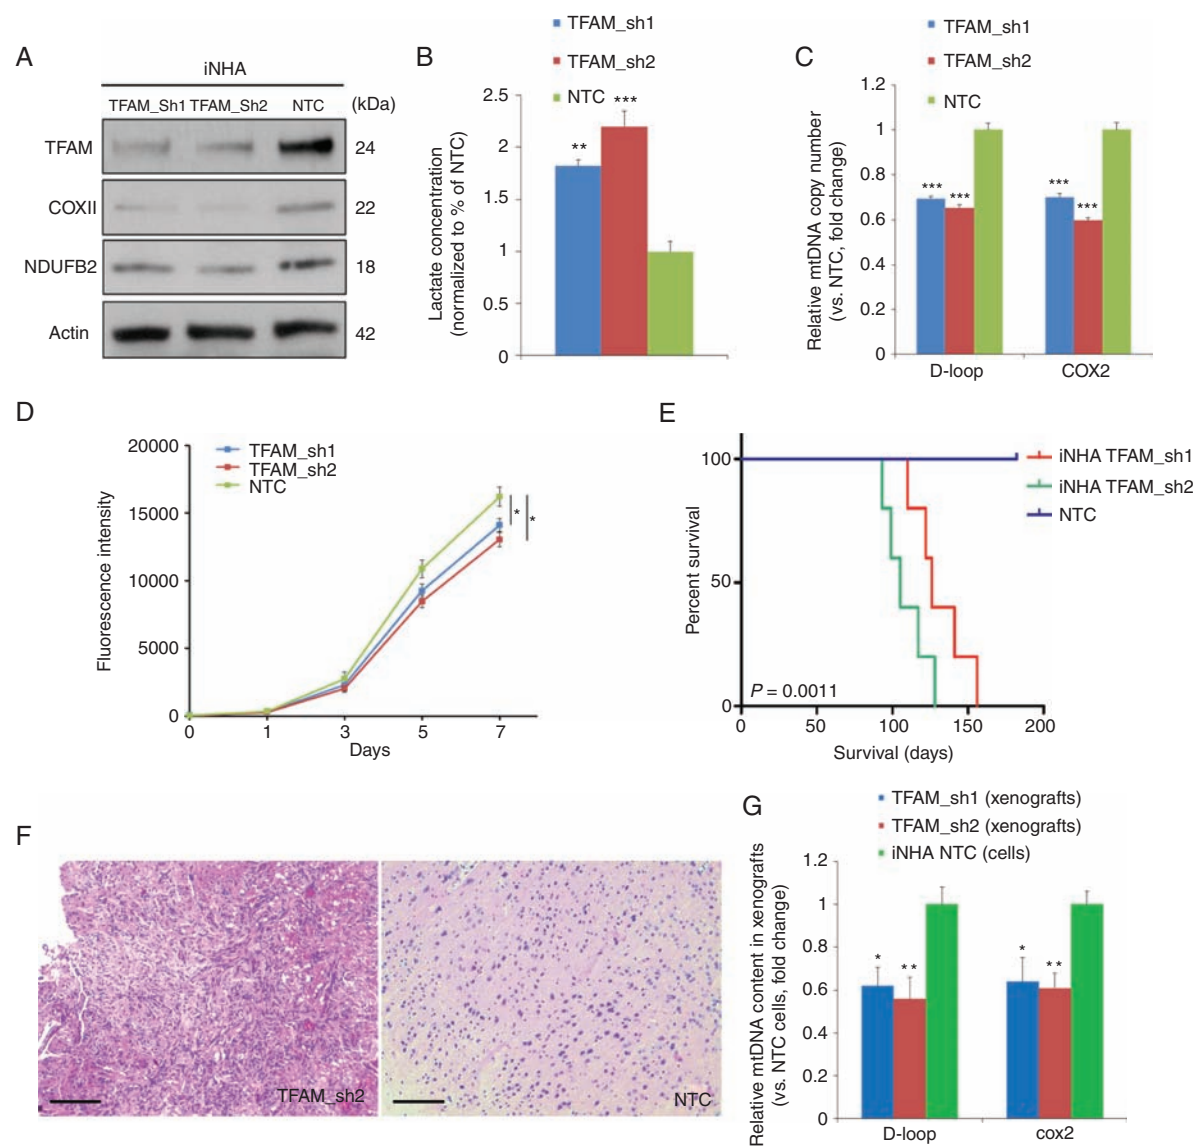 A
iNHA
TFAM_Sh1 TFAM_Sh2 NTC (kDa)
TFAM 24
COXII 22
NDUFB2 18
Actin 42
B
TFAM_sh1
TFAM_sh2
NTC
Lactate concentration
(normalized to % of NTC)
2.5
2
1.5
1
0.5
0
**
***
C
TFAM_sh1
TFAM_sh2
NTC
Relative mtDNA copy number
(vs. NTC, fold change)
1.2
1
0.8
0.6
0.4
0.2
0
*** *** *** ***
D-loop COX2
D
TFAM_sh1
TFAM_sh2
NTC
Fluorescence intensity
20000
15000
10000
5000
0
* *
0 1 3 5 7
Days
E
iNHA TFAM_sh1
iNHA TFAM_sh2
NTC
Percent survival
100
50
0
P = 0.0011
0 50 100 150 200
Survival (days)
F
TFAM_sh2
NTC
G
TFAM_sh1 (xenografts)
TFAM_sh2 (xenografts)
iNHA NTC (cells)
Relative mtDNA content in xenografts
(vs. NTC cells, fold change)
1.2
1
0.8
0.6
0.4
0.2
0
* ** * **
D-loop cox2